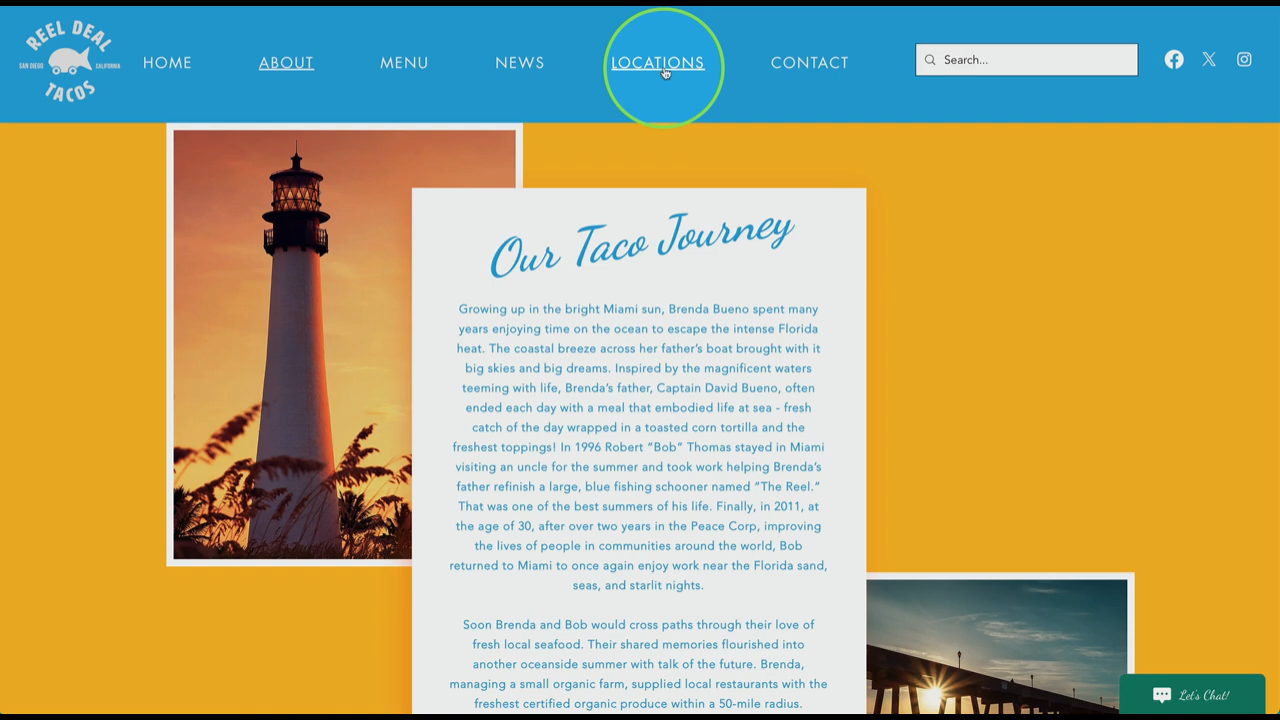 REEL DEAL
SAN DIEGO CALIFORNIA
TACOS
HOME ABOUT MENU NEWS LOCATIONS CONTACT Search...
Our Taco Journey
Growing up in the bright Miami sun, Brenda Bueno spent many
years enjoying time on the ocean to escape the intense Florida
heat. The coastal breeze across her father's boat brought with it
big skies and big dreams. Inspired by the magnificent waters
teeming with life, Brenda's father, Captain David Bueno, often
ended each day with a meal that embodied life at sea - fresh
catch of the day wrapped in a toasted corn tortilla and the
freshest toppings! In 1996 Robert "Bob" Thomas stayed in Miami
visiting an uncle for the summer and took work helping Brenda's
father refinish a large, blue fishing schooner named "The Reel."
That was one of the best summers of his life. Finally, in 2011, at
the age of 30, after over two years in the Peace Corp, improving
the lives of people in communities around the world, Bob
returned to Miami to once again enjoy work near the Florida sand,
seas, and starlit nights.
Soon Brenda and Bob would cross paths through their love of
fresh local seafood. Their shared memories flourished into
another oceanside summer with talk of the future. Brenda,
managing a small organic farm, supplied local restaurants with the
freshest certified organic produce within a 50-mile radius.
Let's Chat!